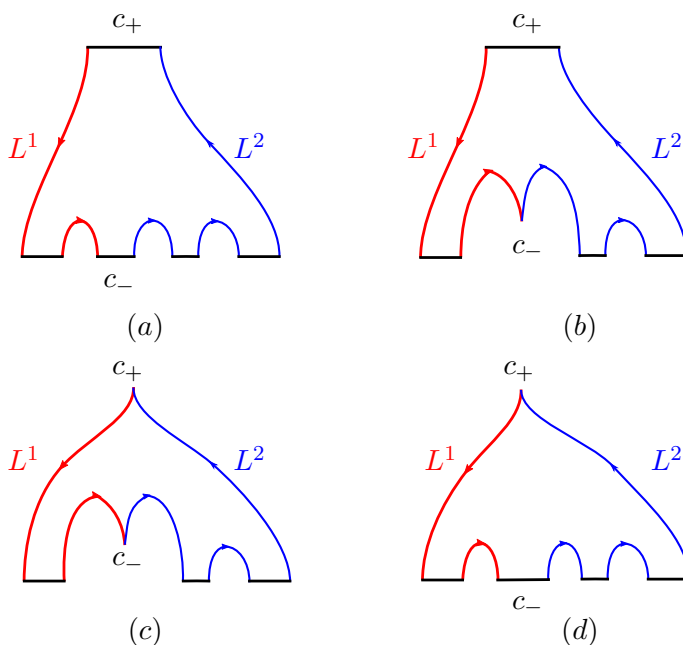 c₊ c₊
L¹ L² L¹ L²
c₋ c₋
(a) (b)
c₊ c₊
L¹ L² L¹ L²
c₋ c₋
(c) (d)